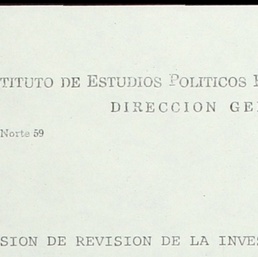 TITUTO DE ESTUDIOS POLITICOS
DIRECCION GE
Norte 59
SION DE REVISION DE LA INVES